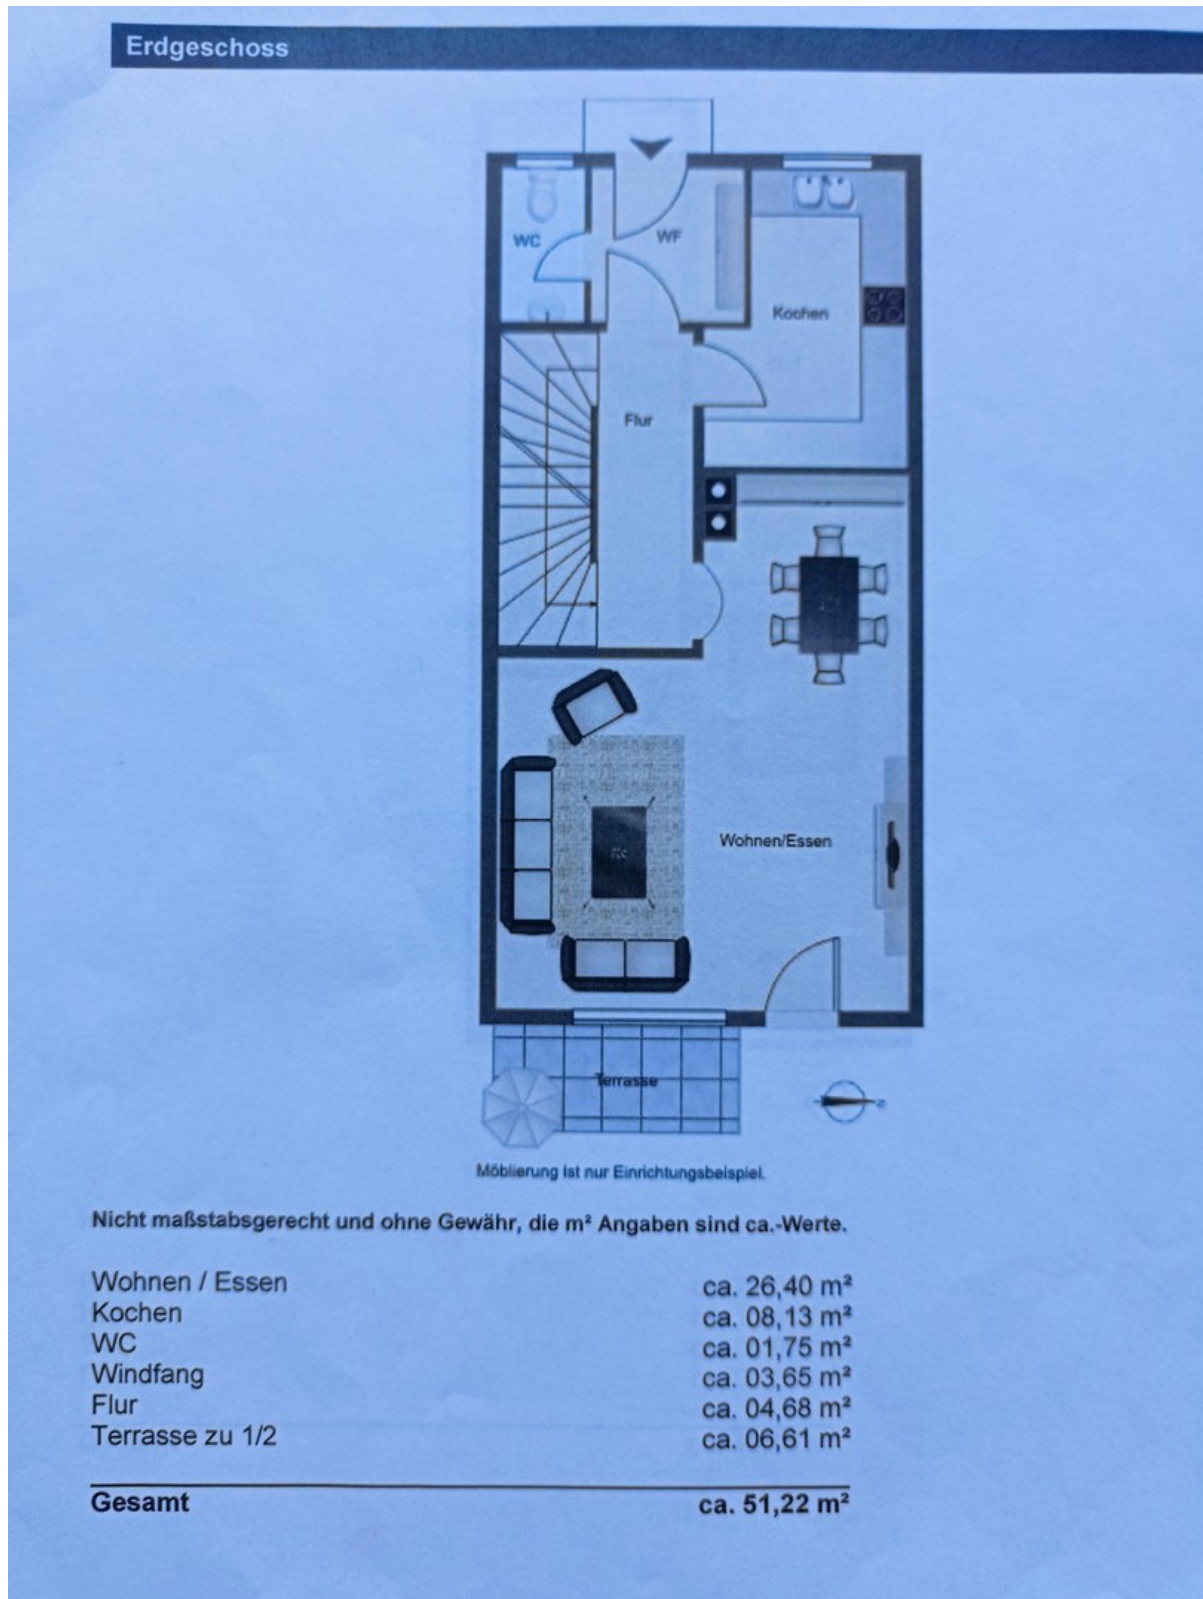 Erdgeschoss
WC
WF
Kochen
Flur
Wohnen/Essen
Terrasse
Möblierung ist nur Einrichtungsbeispiel.
Nicht maßstabsgerecht und ohne Gewähr, die m² Angaben sind ca.-Werte.
Wohnen / Essen ca. 26,40 m²
Kochen ca. 08,13 m²
WC ca. 01,75 m²
Windfang ca. 03,65 m²
Flur ca. 04,68 m²
Terrasse zu 1/2 ca. 06,61 m²
Gesamt ca. 51,22 m²